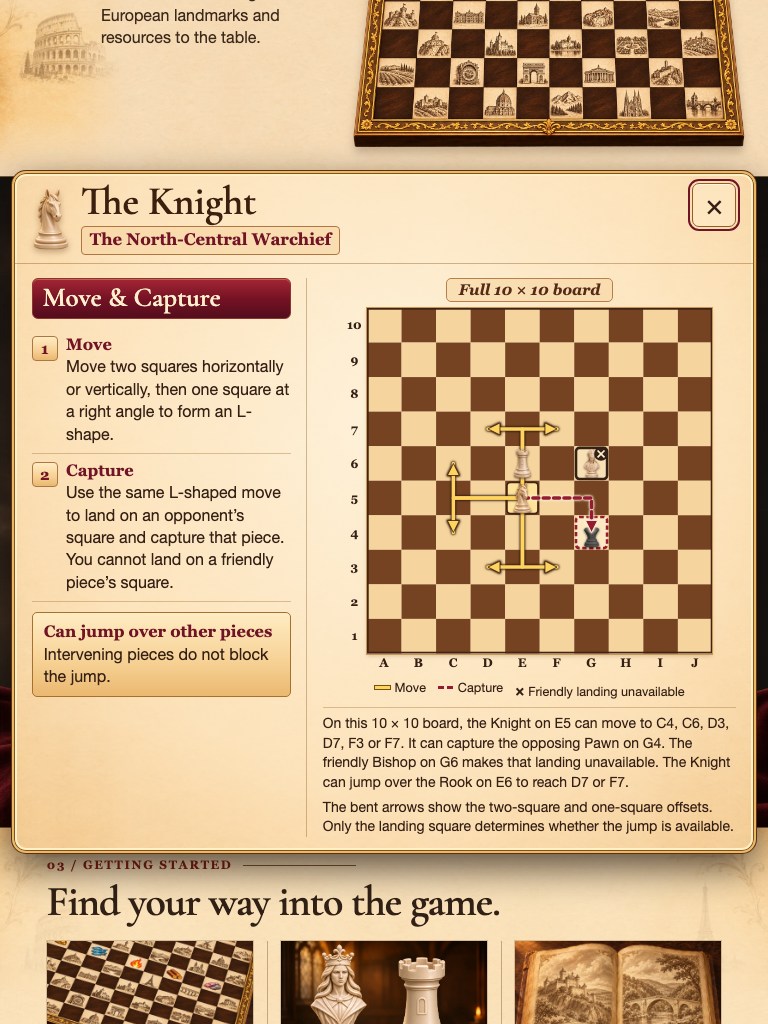 European landmarks and
resources to the table.
The Knight
The North-Central Warchief
×
Move & Capture
1 Move
Move two squares horizontally
or vertically, then one square at
a right angle to form an L-
shape.
2 Capture
Use the same L-shaped move
to land on an opponent's
square and capture that piece.
You cannot land on a friendly
piece's square.
Can jump over other pieces
Intervening pieces do not block
the jump.
Full 10 × 10 board
10
9
8
7
6
5
4
3
2
1
A B C D E F G H I J
Move Capture × Friendly landing unavailable
On this 10 × 10 board, the Knight on E5 can move to C4, C6, D3,
D7, F3 or F7. It can capture the opposing Pawn on G4. The
friendly Bishop on G6 makes that landing unavailable. The Knight
can jump over the Rook on E6 to reach D7 or F7.
The bent arrows show the two-square and one-square offsets.
Only the landing square determines whether the jump is available.
03 / GETTING STARTED
Find your way into the game.